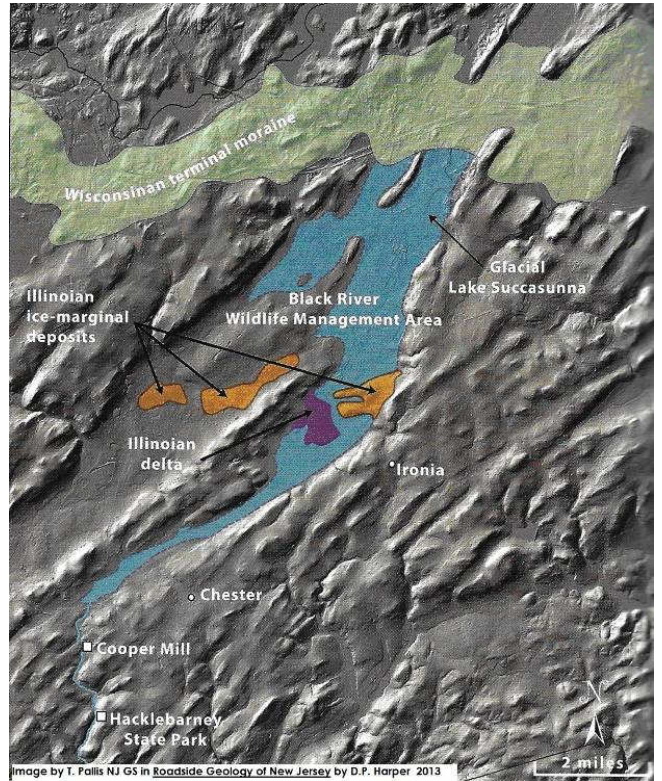 Wisconsinan terminal moraine
Glacial
Lake Succasunna
Illinoian
ice-marginal
deposits
Black River
Wildlife Management Area
Illinoian
delta
Ironia
Chester
Cooper Mill
Hacklebarney
State Park
N
2 miles
Image by T. Pallis NJ GS in Roadside Geology of New Jersey by D.P. Harper 2013